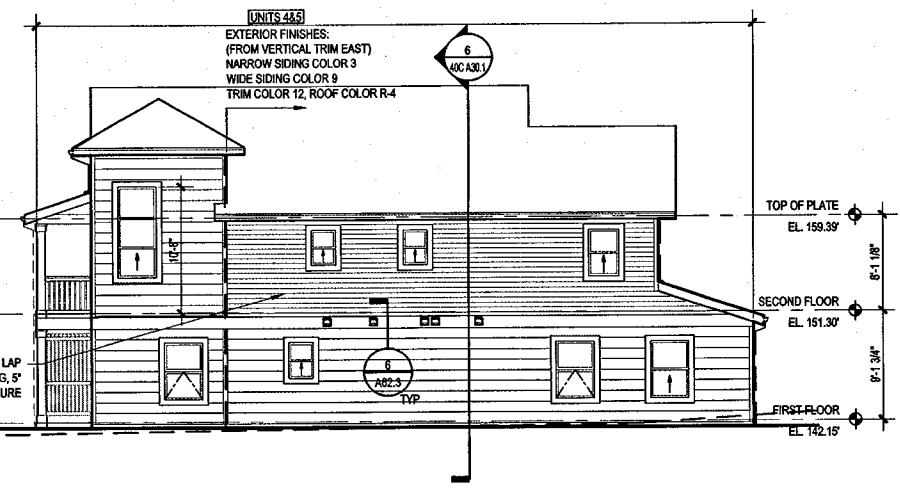 UNITS 4&5
EXTERIOR FINISHES:
(FROM VERTICAL TRIM EAST)
NARROW SIDING COLOR 3
WIDE SIDING COLOR 9
TRIM COLOR 12, ROOF COLOR R-4
6
40C A30.1
TOP OF PLATE
EL. 159.39'
10'-8"
8'-1 1/8"
SECOND FLOOR
EL. 151.30'
LAP
G, 5"
URE
6
A62.3
TYP
9'-1 3/4"
FIRST FLOOR
EL. 142.15'